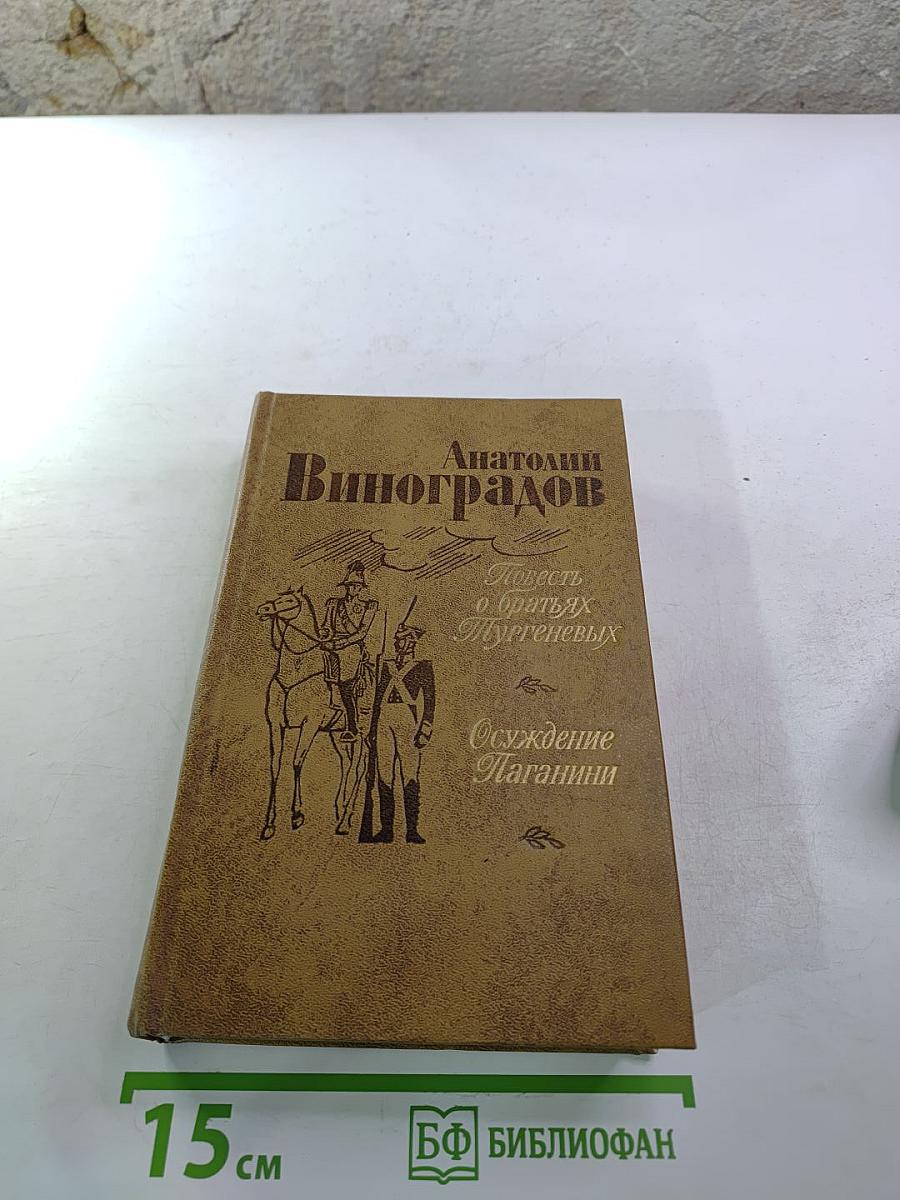 Анатолий
Виноградов
Повесть
о братьях
Тургеневых
Осуждение
Паганини
15 см
БФ БИБЛИОФАН